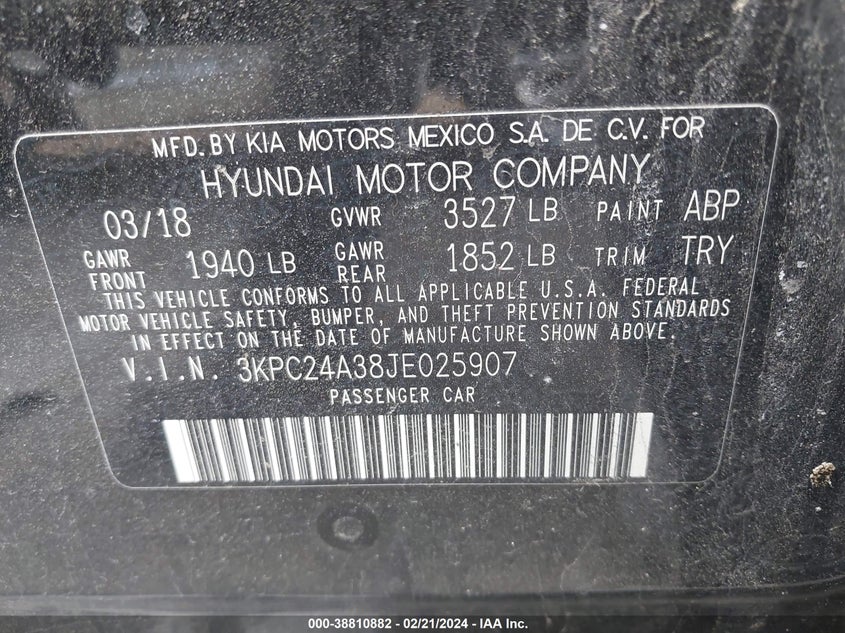 MFD. BY KIA MOTORS MEXICO S.A. DE C.V. FOR
HYUNDAI MOTOR COMPANY
03/18 GVWR 3527 LB PAINT ABP
GAWR FRONT 1940 LB GAWR REAR 1852 LB TRIM TRY
THIS VEHICLE CONFORMS TO ALL APPLICABLE U.S.A. FEDERAL
MOTOR VEHICLE SAFETY, BUMPER, AND THEFT PREVENTION STANDARDS
IN EFFECT ON THE DATE OF MANUFACTURE SHOWN ABOVE.
V.I.N. 3KPC24A38JE025907
PASSENGER CAR
000-38810882 - 02/21/2024 - IAA Inc.